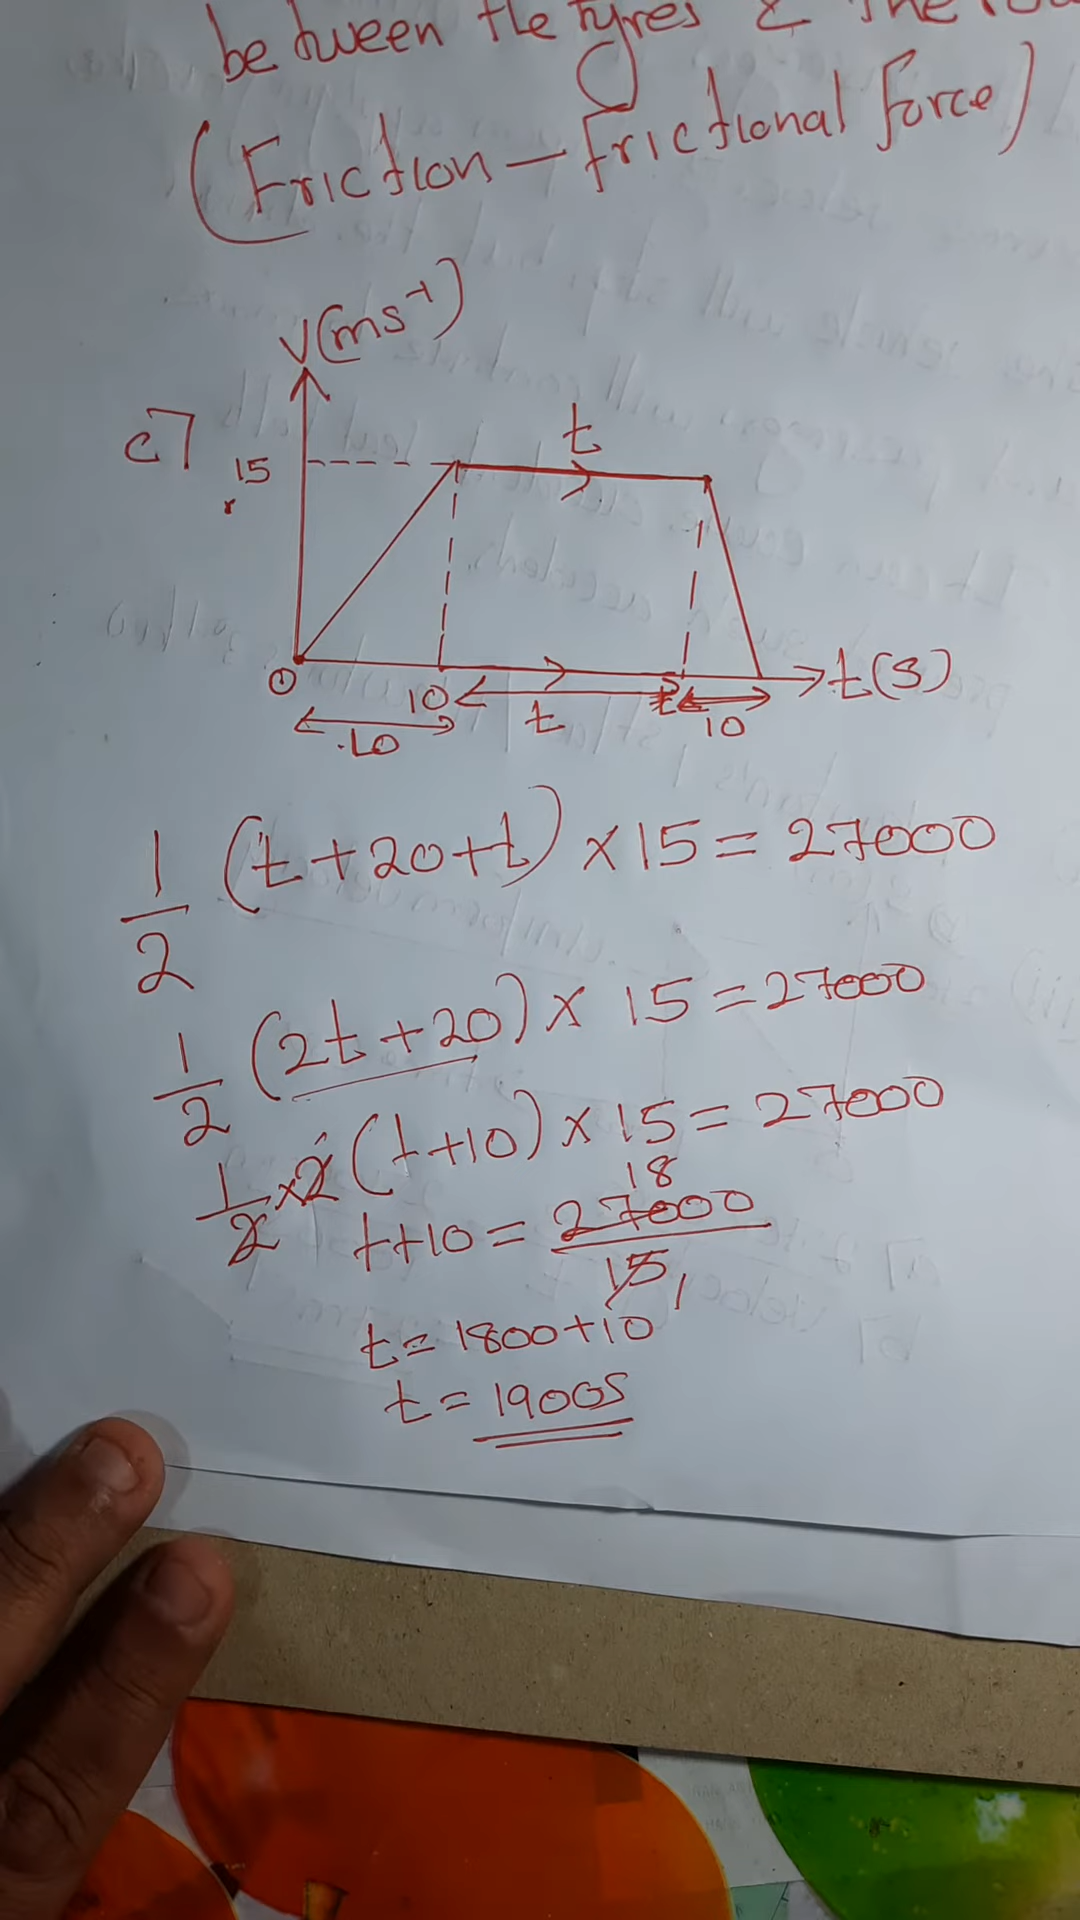 between the tyres & the
(Friction - frictional force)
V(ms⁻¹)
c7
t
15
0
10
t
t(s)
10
10
1/2 (t+20+t) × 15 = 27000
1/2 (2t+20) × 15 = 27000
1/2 × 2 (t+10) × 15 = 27000
18
t+10 = 27000/15 1
t = 1800+10
t = 1900s